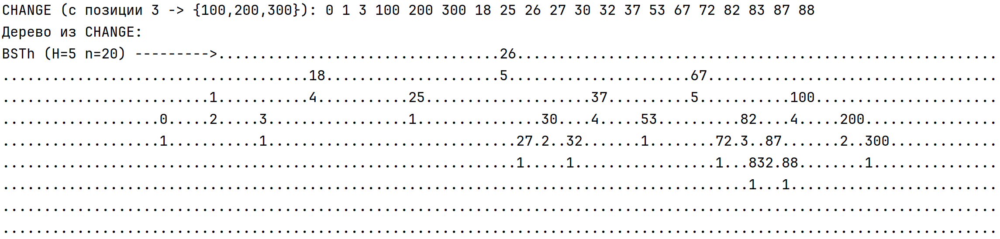 CHANGE (с позиции 3 -> {100,200,300}): 0 1 3 100 200 300 18 25 26 27 30 32 37 53 67 72 82 83 87 88
Дерево из CHANGE:
BSTh (H=5 n=20) --------->..................................26..........................................................
.....................................18.....................5......................67...................................
.........................1...........4...........25....................37..........5...........100......................
...................0.....2.....3.................1...............30....4.....53..........82....4.....200................
...................1...........1..............................27.2..32.......1........72.3..87.......2..300.............
..............................................................1.....1.................1...832.88........1...............
..........................................................................................1...1.........................
........................................................................................................................
........................................................................................................................